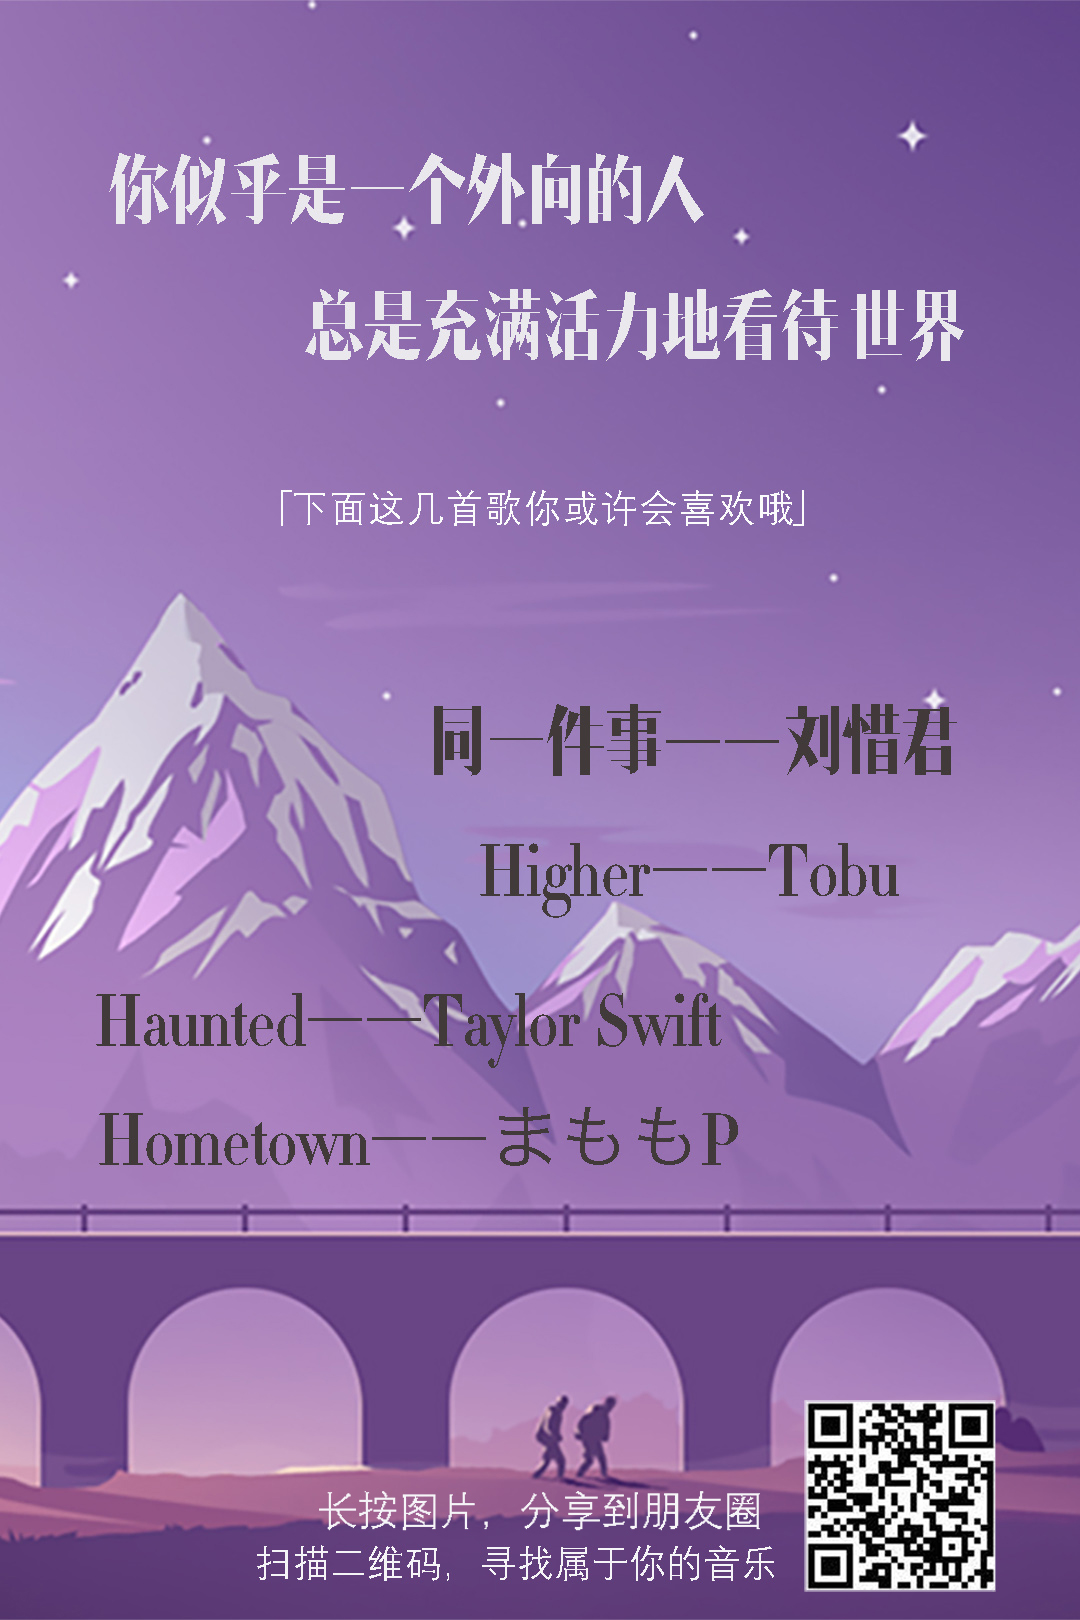 你似乎是一个外向的人
总是充满活力地看待世界
「下面这几首歌你或许会喜欢哦」
同一件事——刘惜君
Higher——Tobu
Haunted——Taylor Swift
Hometown——まももP
长按图片，分享到朋友圈
扫描二维码，寻找属于你的音乐